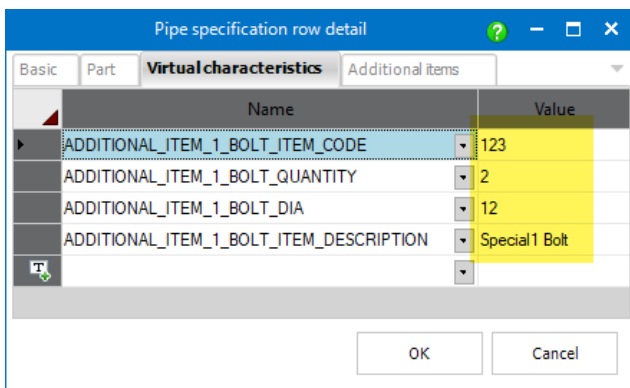 Pipe specification row detail
Basic Part Virtual characteristics Additional items
Name Value
ADDITIONAL_ITEM_1_BOLT_ITEM_CODE 123
ADDITIONAL_ITEM_1_BOLT_QUANTITY 2
ADDITIONAL_ITEM_1_BOLT_DIA 12
ADDITIONAL_ITEM_1_BOLT_ITEM_DESCRIPTION Special1 Bolt
OK Cancel